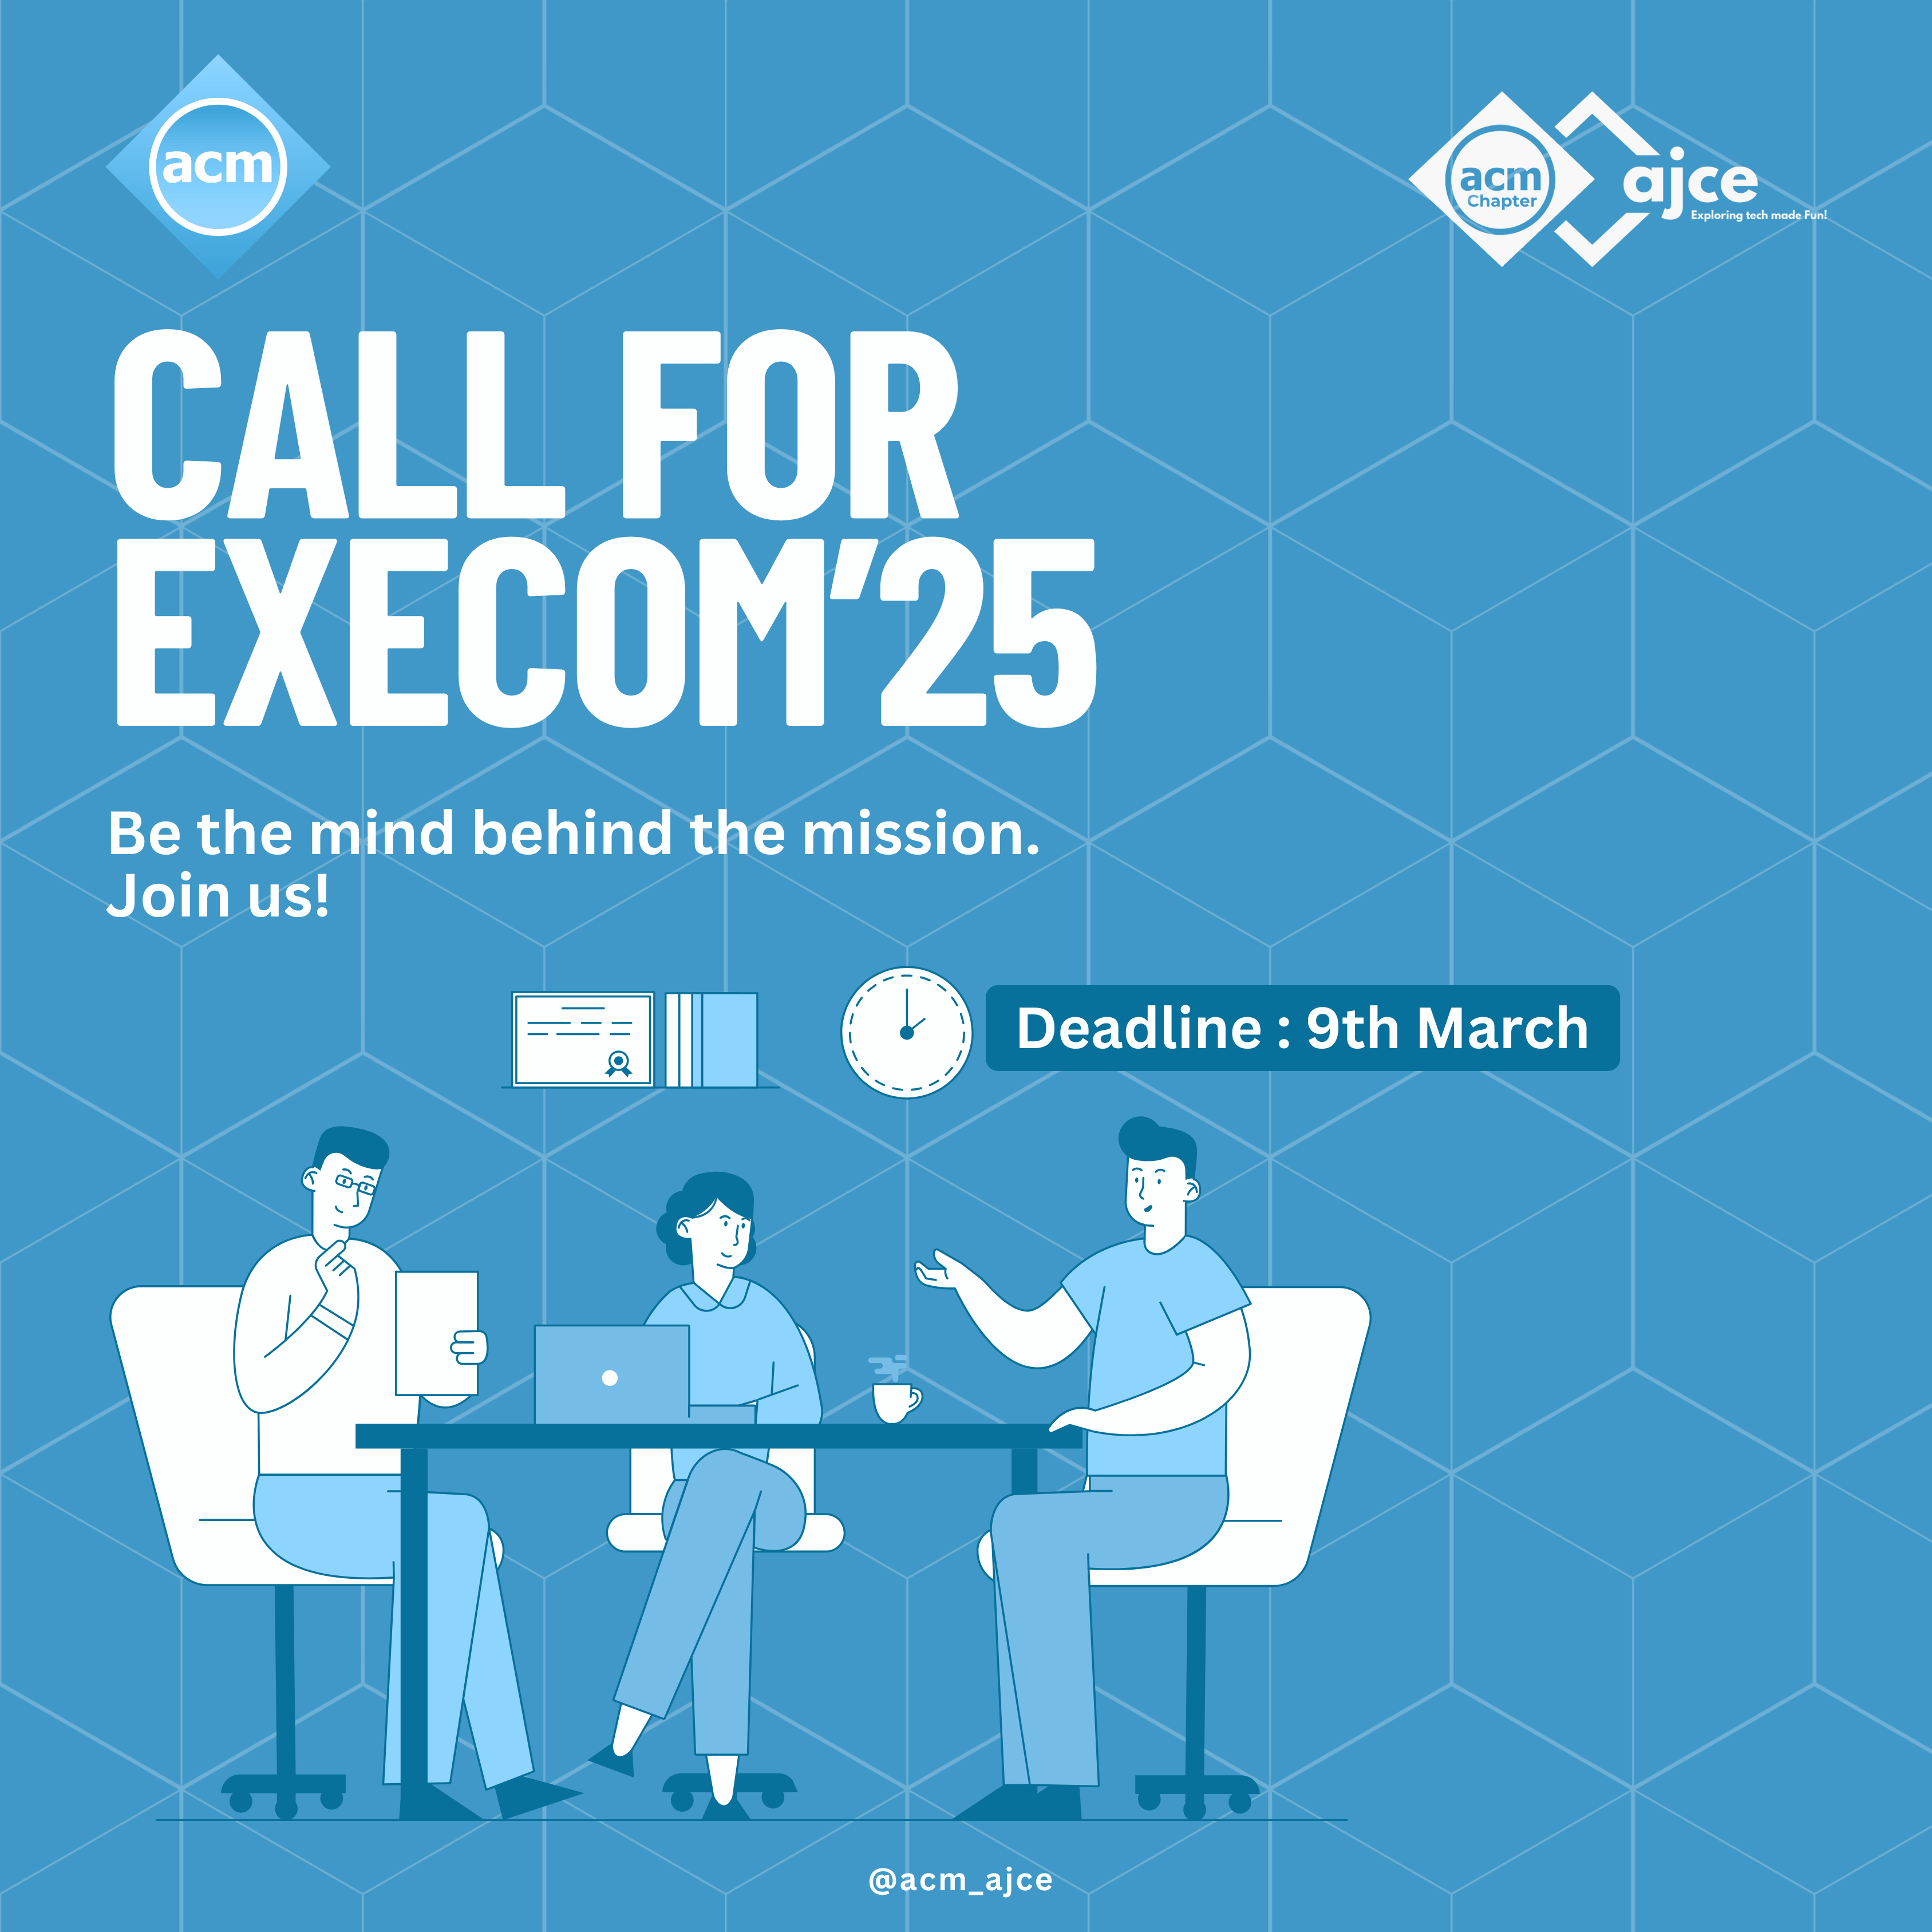 acm
acm
Chapter
ajce
Exploring tech made Fun!
CALL FOR
EXECOM'25
Be the mind behind the mission.
Join us!
Deadline : 9th March
@acm_ajce